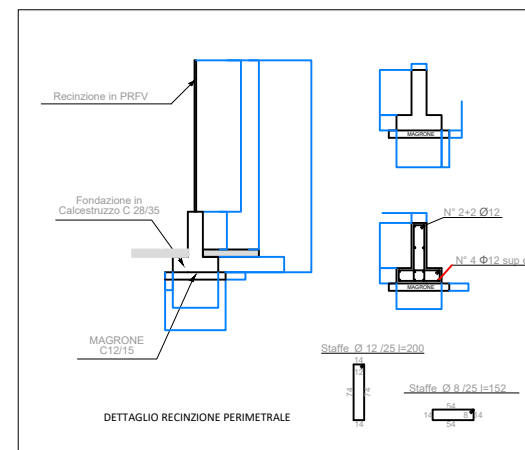 Recinzione in PRFV
Fondazione in
Calcestruzzo C 28/35
MAGRONE
C12/15
DETTAGLIO RECINZIONE PERIMETRALE
MAGRONE
N° 2+2 Ø12
N° 4 Φ12 sup
MAGRONE
Staffe Ø 12 /25 l=200
14
12
74 74
14
Staffe Ø 8 /25 l=152
54
14 8 14
54